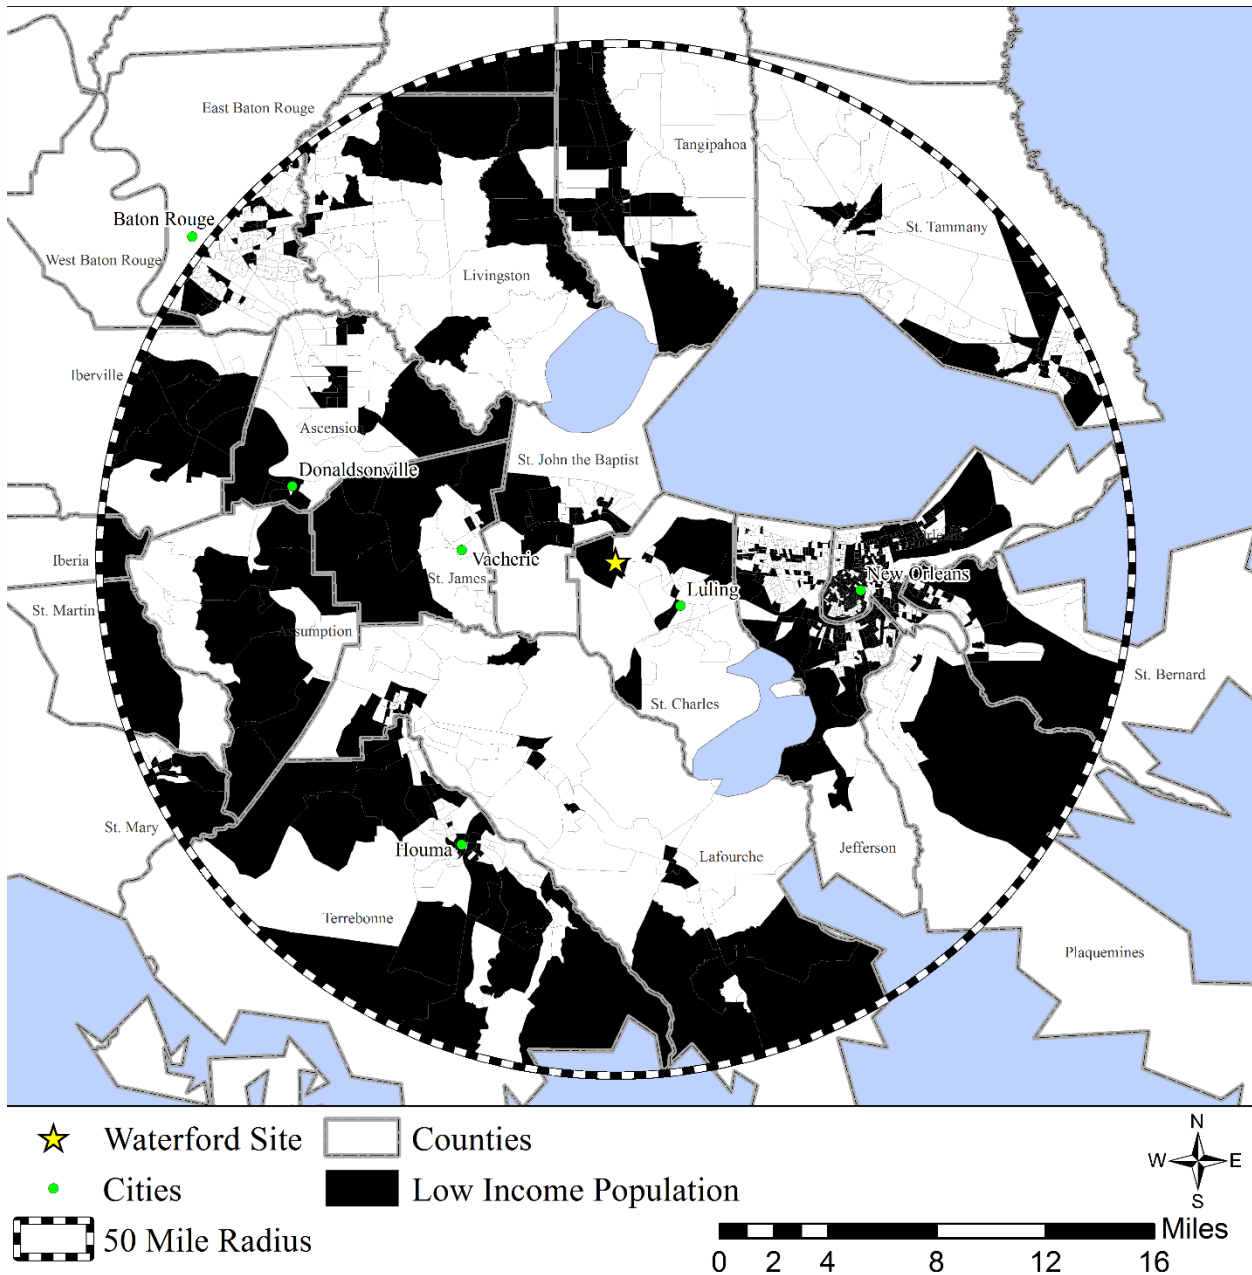 East Baton Rouge
Tangipahoa
Baton Rouge
St. Tammany
West Baton Rouge
Livingston
Iberville
Ascension
St. John the Baptist
Donaldsonville
Orleans
Iberia
Vacherie
New Orleans
St. James
Luling
St. Martin
Assumption
St. Bernard
St. Charles
St. Mary
Houma
Jefferson
Lafourche
Terrebonne
Plaquemines
Waterford Site
Counties
Cities
Low Income Population
50 Mile Radius
N
W E
S
Miles
0 2 4 8 12 16